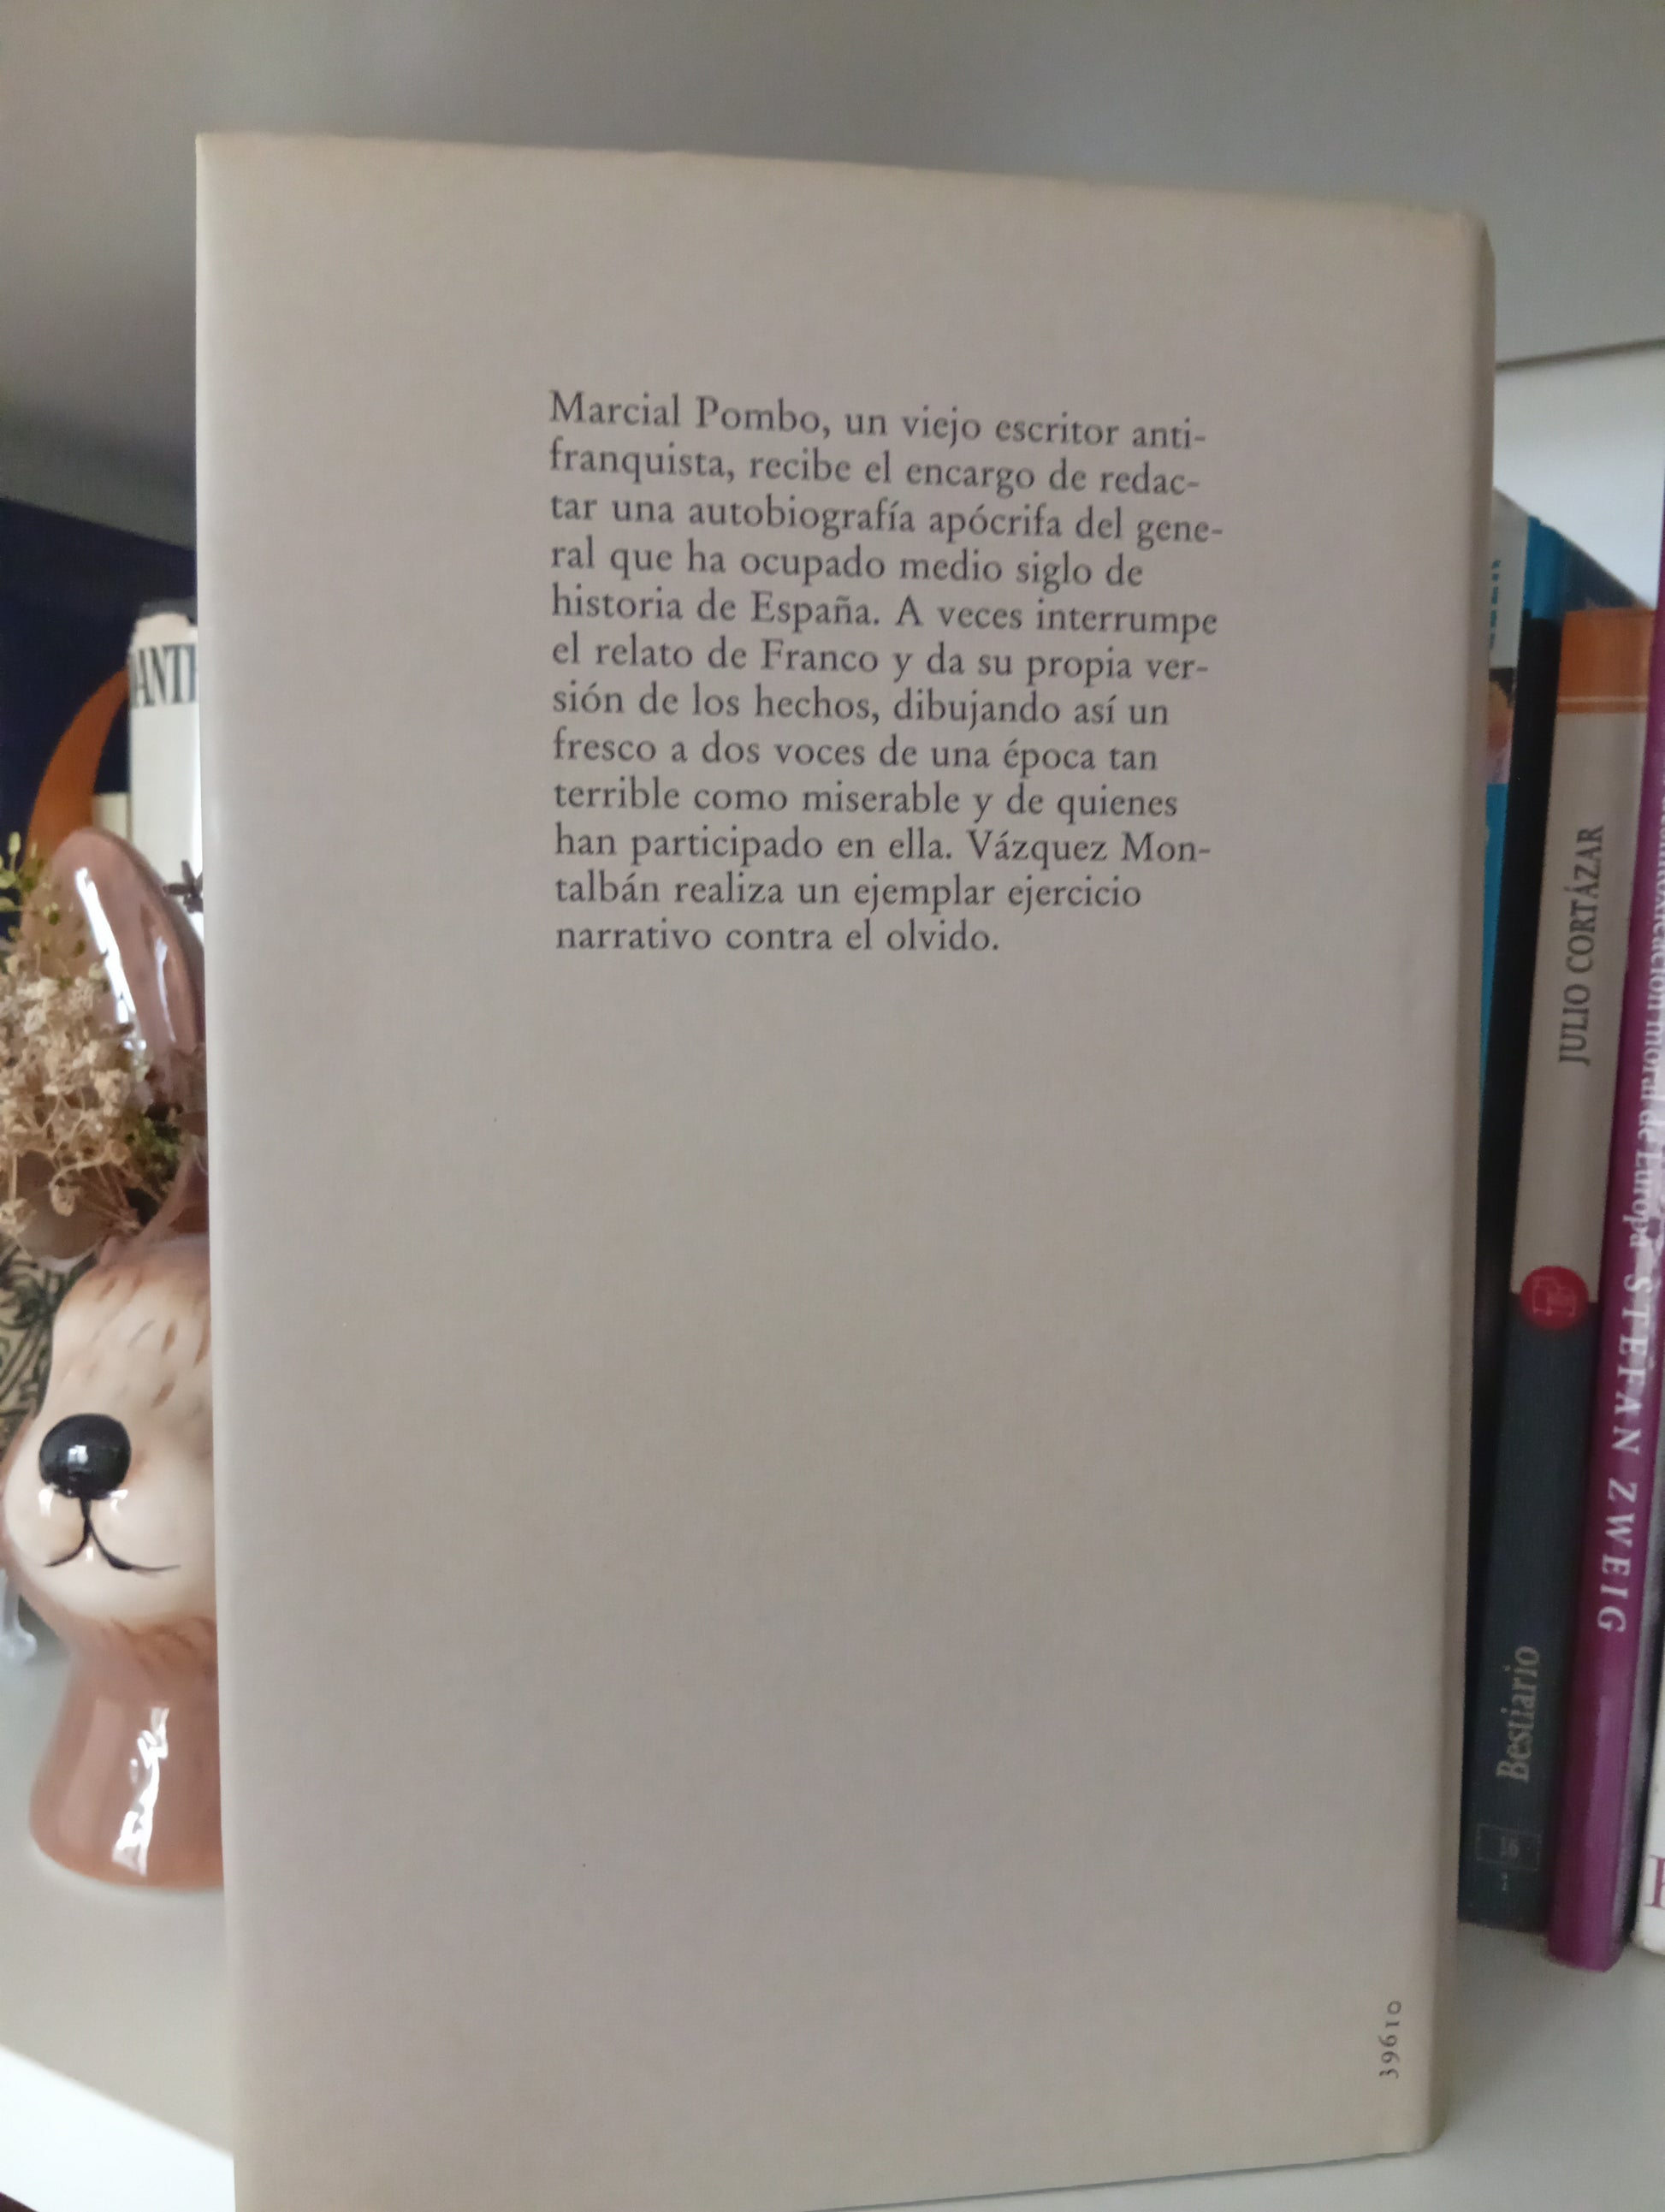 Marcial Pombo, un viejo escritor anti-
franquista, recibe el encargo de redac-
tar una autobiografía apócrifa del gene-
ral que ha ocupado medio siglo de
historia de España. A veces interrumpe
el relato de Franco y da su propia ver-
sión de los hechos, dibujando así un
fresco a dos voces de una época tan
terrible como miserable y de quienes
han participado en ella. Vázquez Mon-
talbán realiza un ejemplar ejercicio
narrativo contra el olvido.
39610
JULIO CORTÁZAR
Bestiario
moral de Europa STEFAN ZWEIG